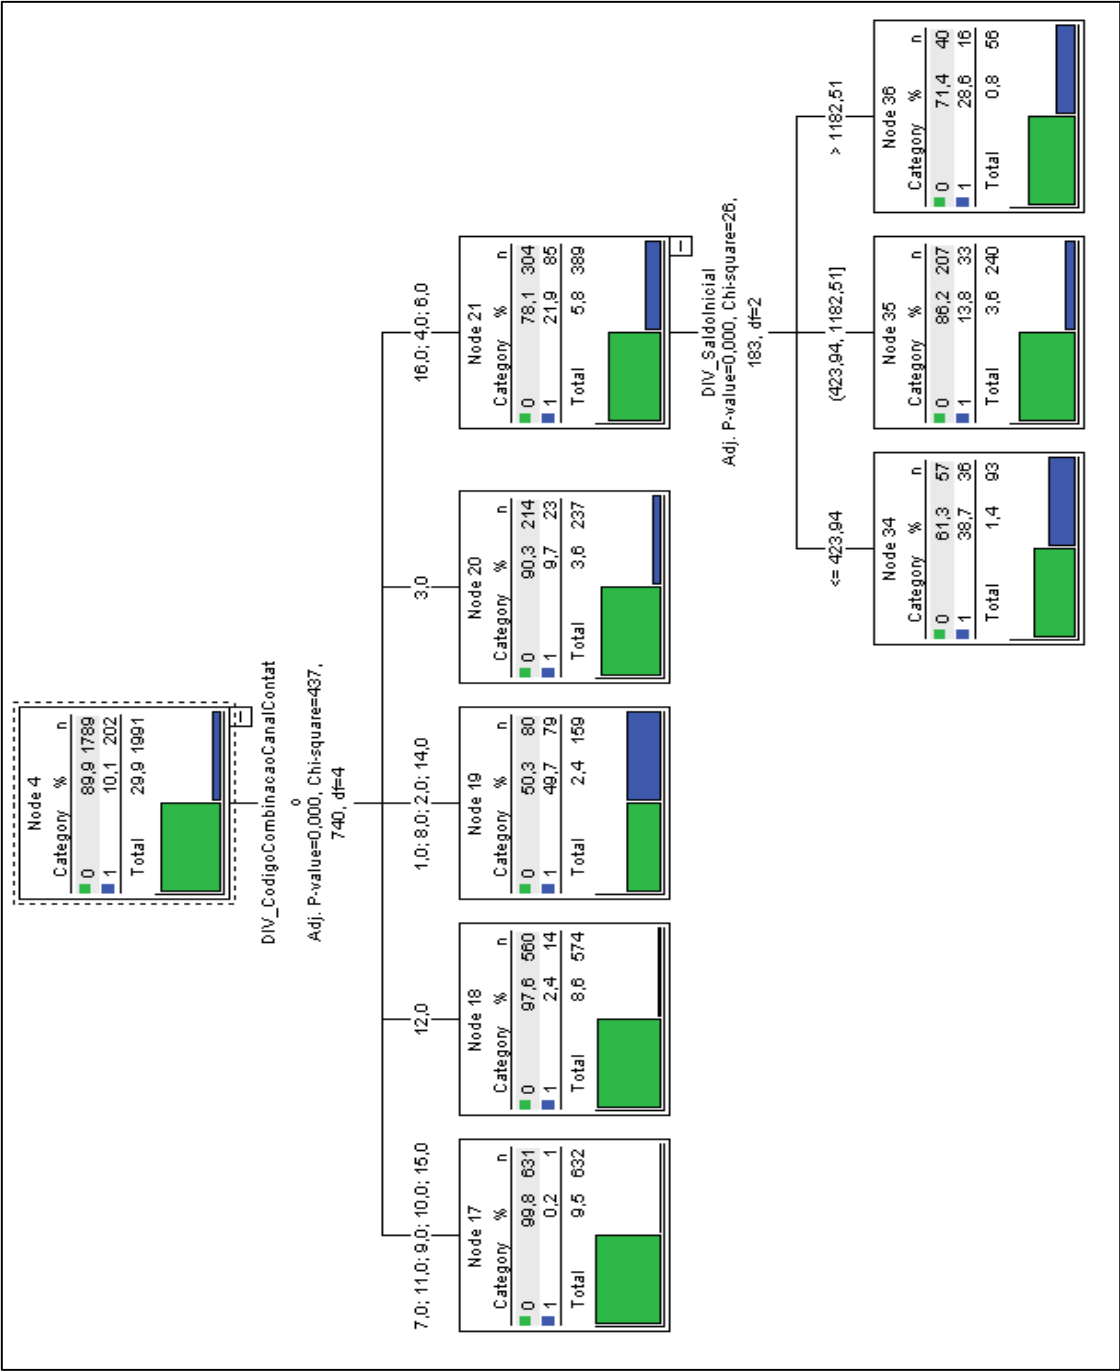 Node 4
Category % n
0 89,9 1789
1 10,1 202
Total 29,9 1991
DIV_CodigoCombinacaoCanalContat
o
Adj. P-value=0,000, Chi-square=437,
740, df=4
7,0; 11,0; 9,0; 10,0; 15,0
12,0
1,0; 8,0; 2,0; 14,0
3,0
16,0; 4,0; 6,0
Node 17
Category % n
0 99,8 631
1 0,2 1
Total 9,5 632
Node 18
Category % n
0 97,6 560
1 2,4 14
Total 8,6 574
Node 19
Category % n
0 50,3 80
1 49,7 79
Total 2,4 159
Node 20
Category % n
0 90,3 214
1 9,7 23
Total 3,6 237
Node 21
Category % n
0 78,1 304
1 21,9 85
Total 5,8 389
DIV_SaldoInicial
Adj. P-value=0,000, Chi-square=26,
183, df=2
<= 423,94
(423,94, 1182,51]
> 1182,51
Node 34
Category % n
0 61,3 57
1 38,7 36
Total 1,4 93
Node 35
Category % n
0 86,2 207
1 13,8 33
Total 3,6 240
Node 36
Category % n
0 71,4 40
1 28,6 16
Total 0,8 56